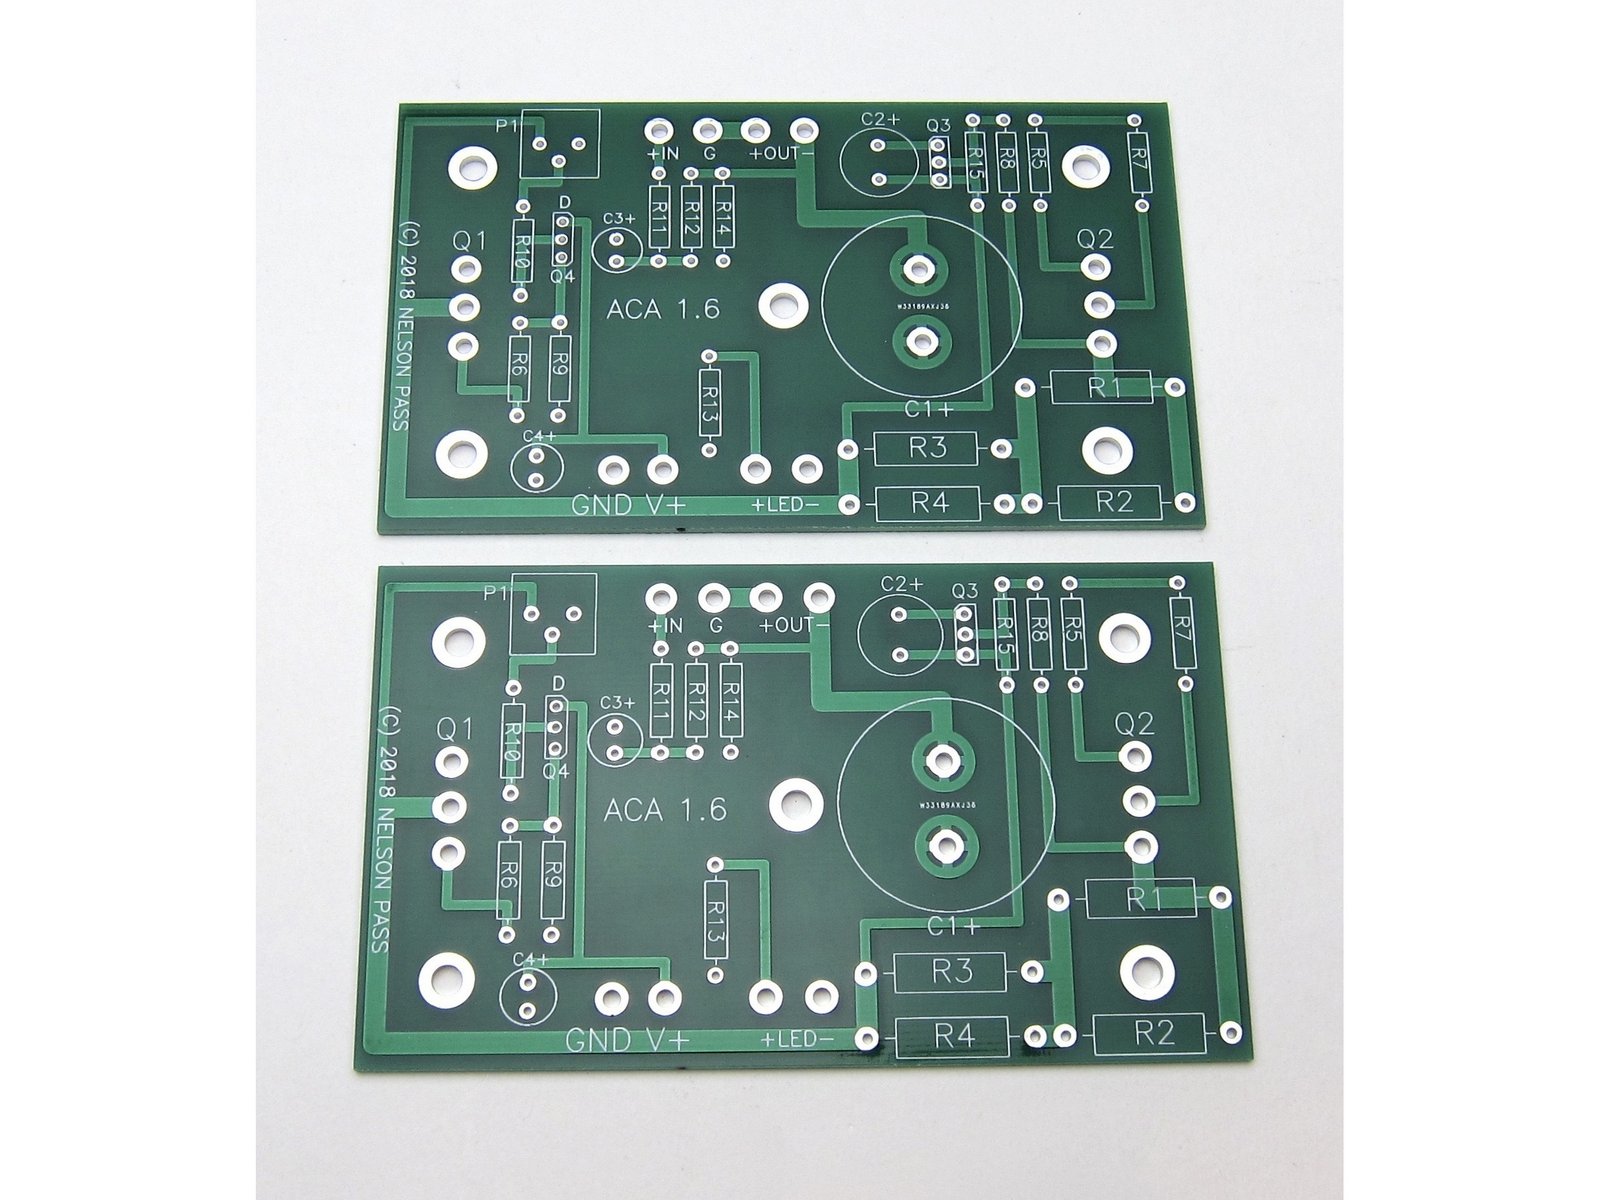 P1
+IN G +OUT-
C2+
Q3
R15
R8
R5
R7
D
R10
Q4
C3+
R11
R12
R14
Q1
Q2
(C) 2018 NELSON PASS
ACA 1.6
W33189AXJ36
R6
R9
R13
R1
C1+
C4+
R3
R4
R2
GND V+
+LED-
P1
+IN G +OUT-
C2+
Q3
R15
R8
R5
R7
D
R10
Q4
C3+
R11
R12
R14
Q1
Q2
(C) 2018 NELSON PASS
ACA 1.6
W33189AXJ36
R6
R9
R13
R1
C1+
C4+
R3
R4
R2
GND V+
+LED-